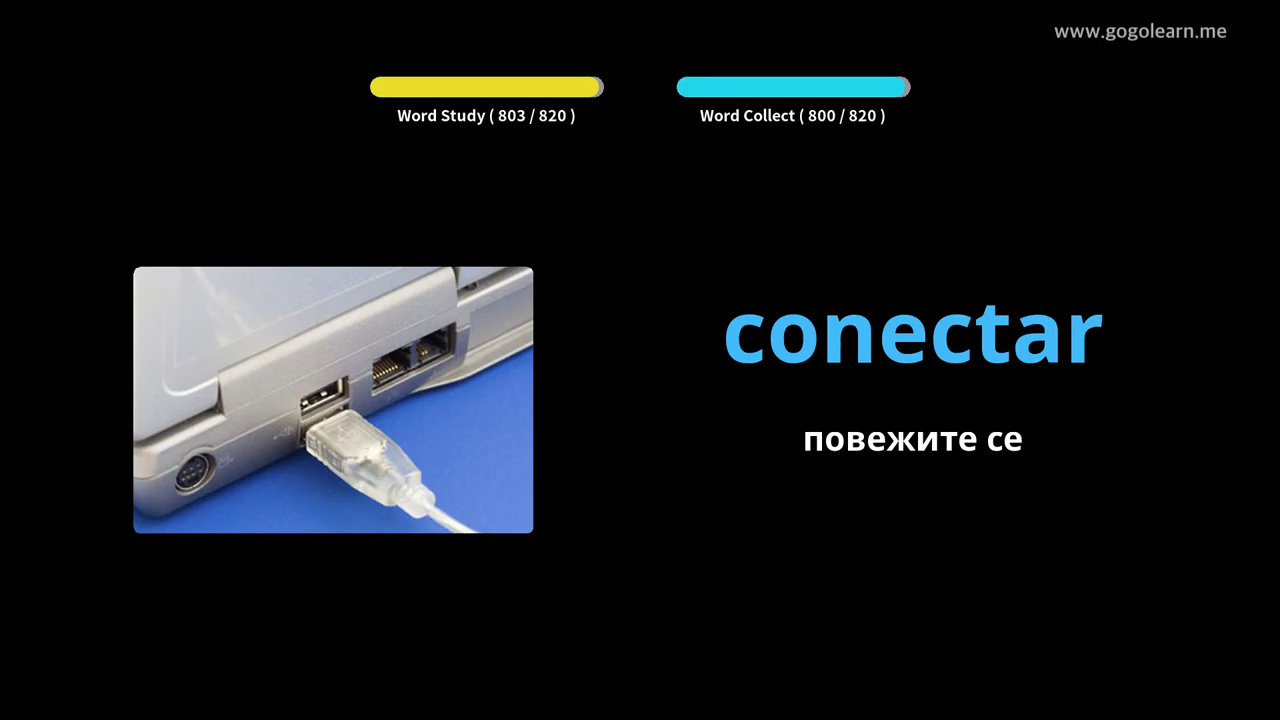 www.gogolearn.me
Word Study ( 803 / 820 )
Word Collect ( 800 / 820 )
conectar
повежите се